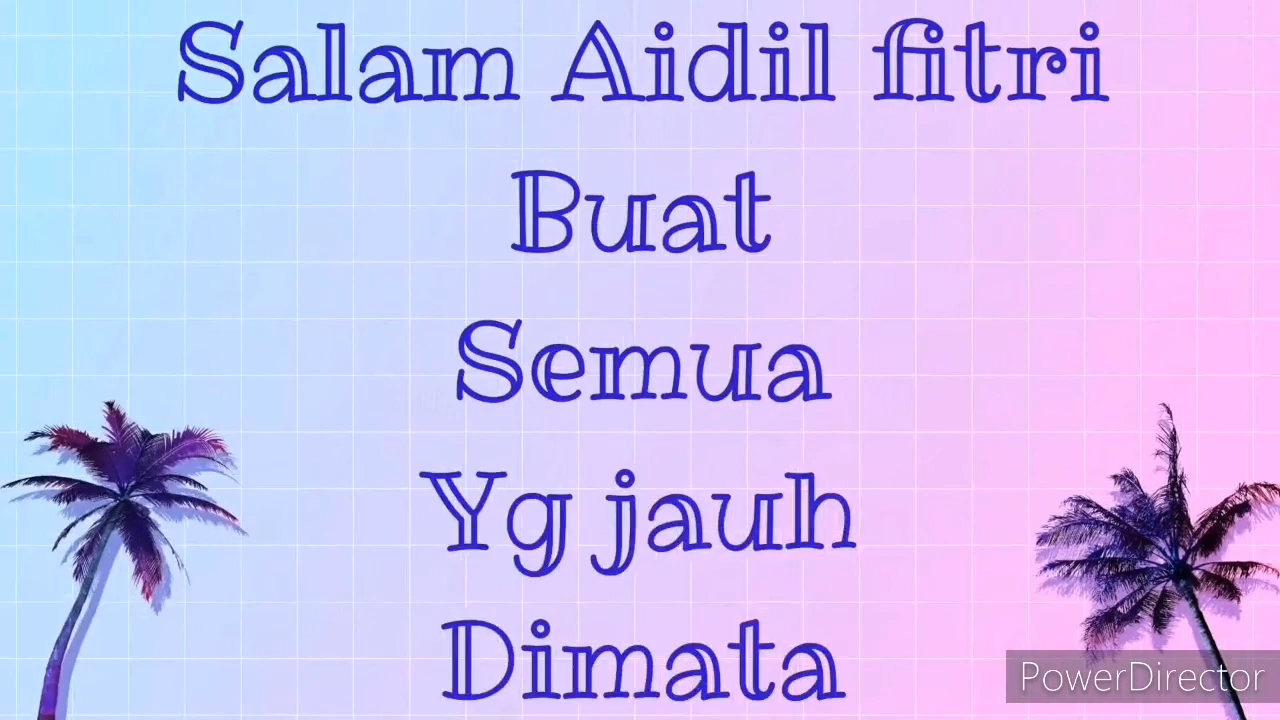 Salam Aidil fitri
Buat
Semua
Yg jauh
Dimata
PowerDirector